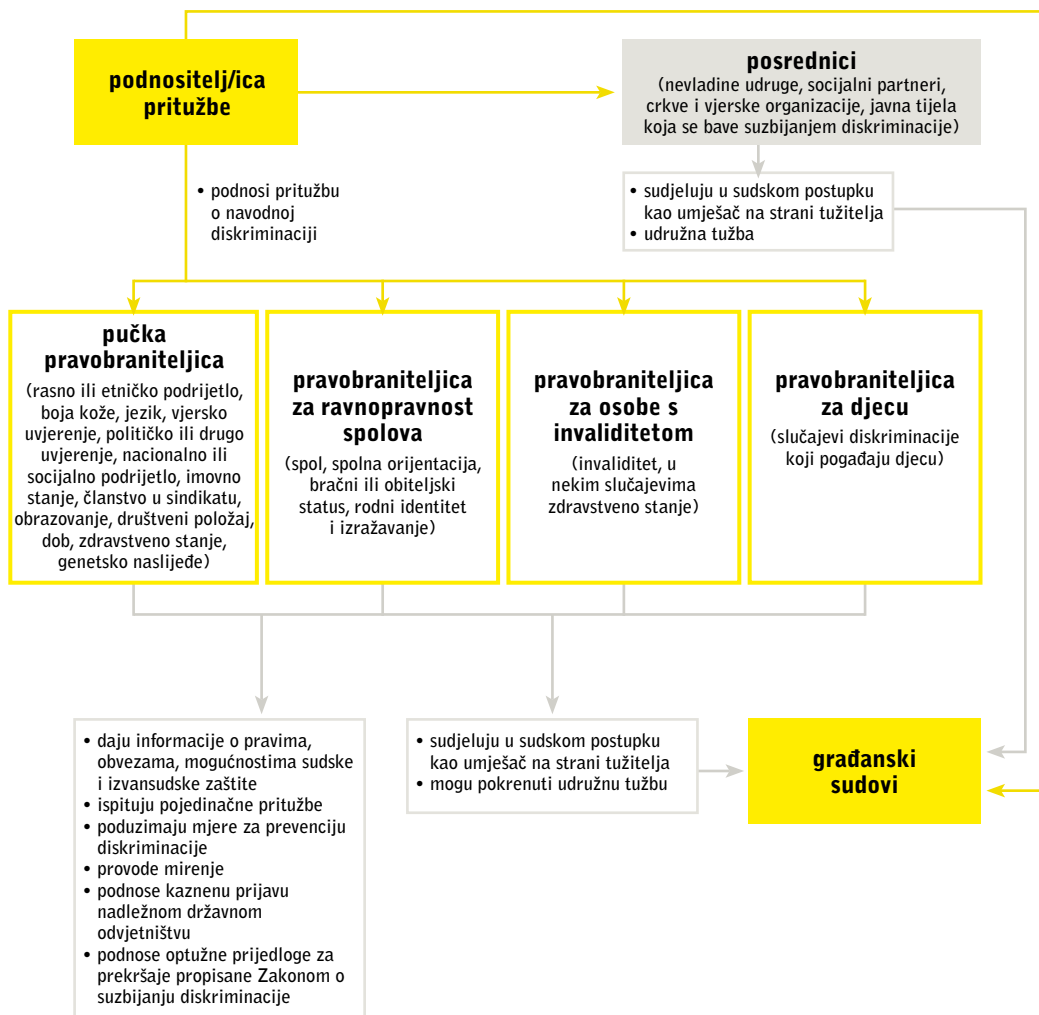 podnositelj/ica
pritužbe
posrednici
(nevladine udruge, socijalni partneri,
crkve i vjerske organizacije, javna tijela
koja se bave suzbijanjem diskriminacije)
• podnosi pritužbu
o navodnoj
diskriminaciji
• sudjeluju u sudskom postupku
kao umješač na strani tužitelja
• udružna tužba
pučka
pravobraniteljica
(rasno ili etničko podrijetlo,
boja kože, jezik, vjersko
uvjerenje, političko ili drugo
uvjerenje, nacionalno ili
socijalno podrijetlo, imovno
stanje, članstvo u sindikatu,
obrazovanje, društveni položaj,
dob, zdravstveno stanje,
genetsko naslijeđe)
pravobraniteljica
za ravnopravnost
spolova
(spol, spolna orijentacija,
bračni ili obiteljski
status, rodni identitet
i izražavanje)
pravobraniteljica
za osobe s
invaliditetom
(invaliditet, u
nekim slučajevima
zdravstveno stanje)
pravobraniteljica
za djecu
(slučajevi diskriminacije
koji pogađaju djecu)
• daju informacije o pravima,
obvezama, mogućnostima sudske
i izvansudske zaštite
• ispituju pojedinačne pritužbe
• poduzimaju mjere za prevenciju
diskriminacije
• provode mirenje
• podnose kaznenu prijavu
nadležnom državnom
odvjetništvu
• podnose optužne prijedloge za
prekršaje propisane Zakonom o
suzbijanju diskriminacije
• sudjeluju u sudskom postupku
kao umješač na strani tužitelja
• mogu pokrenuti udružnu tužbu
građanski
sudovi